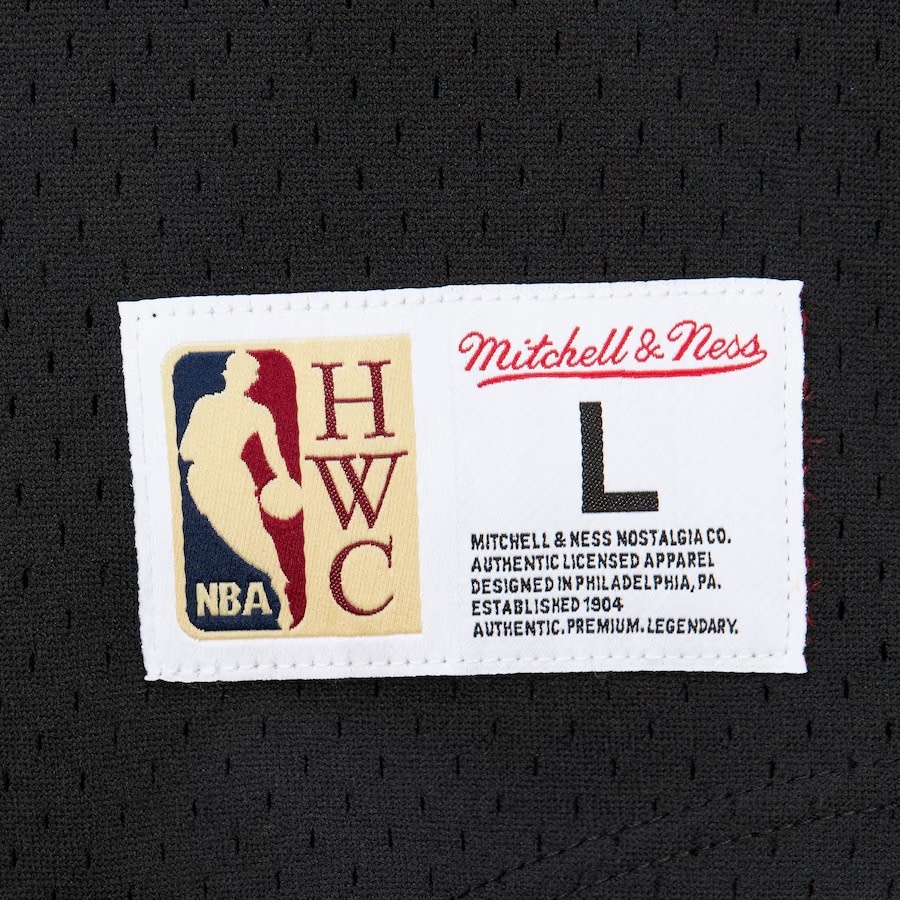 NBA
H
W
C
Mitchell & Ness
L
MITCHELL & NESS NOSTALGIA CO.
AUTHENTIC LICENSED APPAREL
DESIGNED IN PHILADELPHIA, PA.
ESTABLISHED 1904
AUTHENTIC. PREMIUM. LEGENDARY.